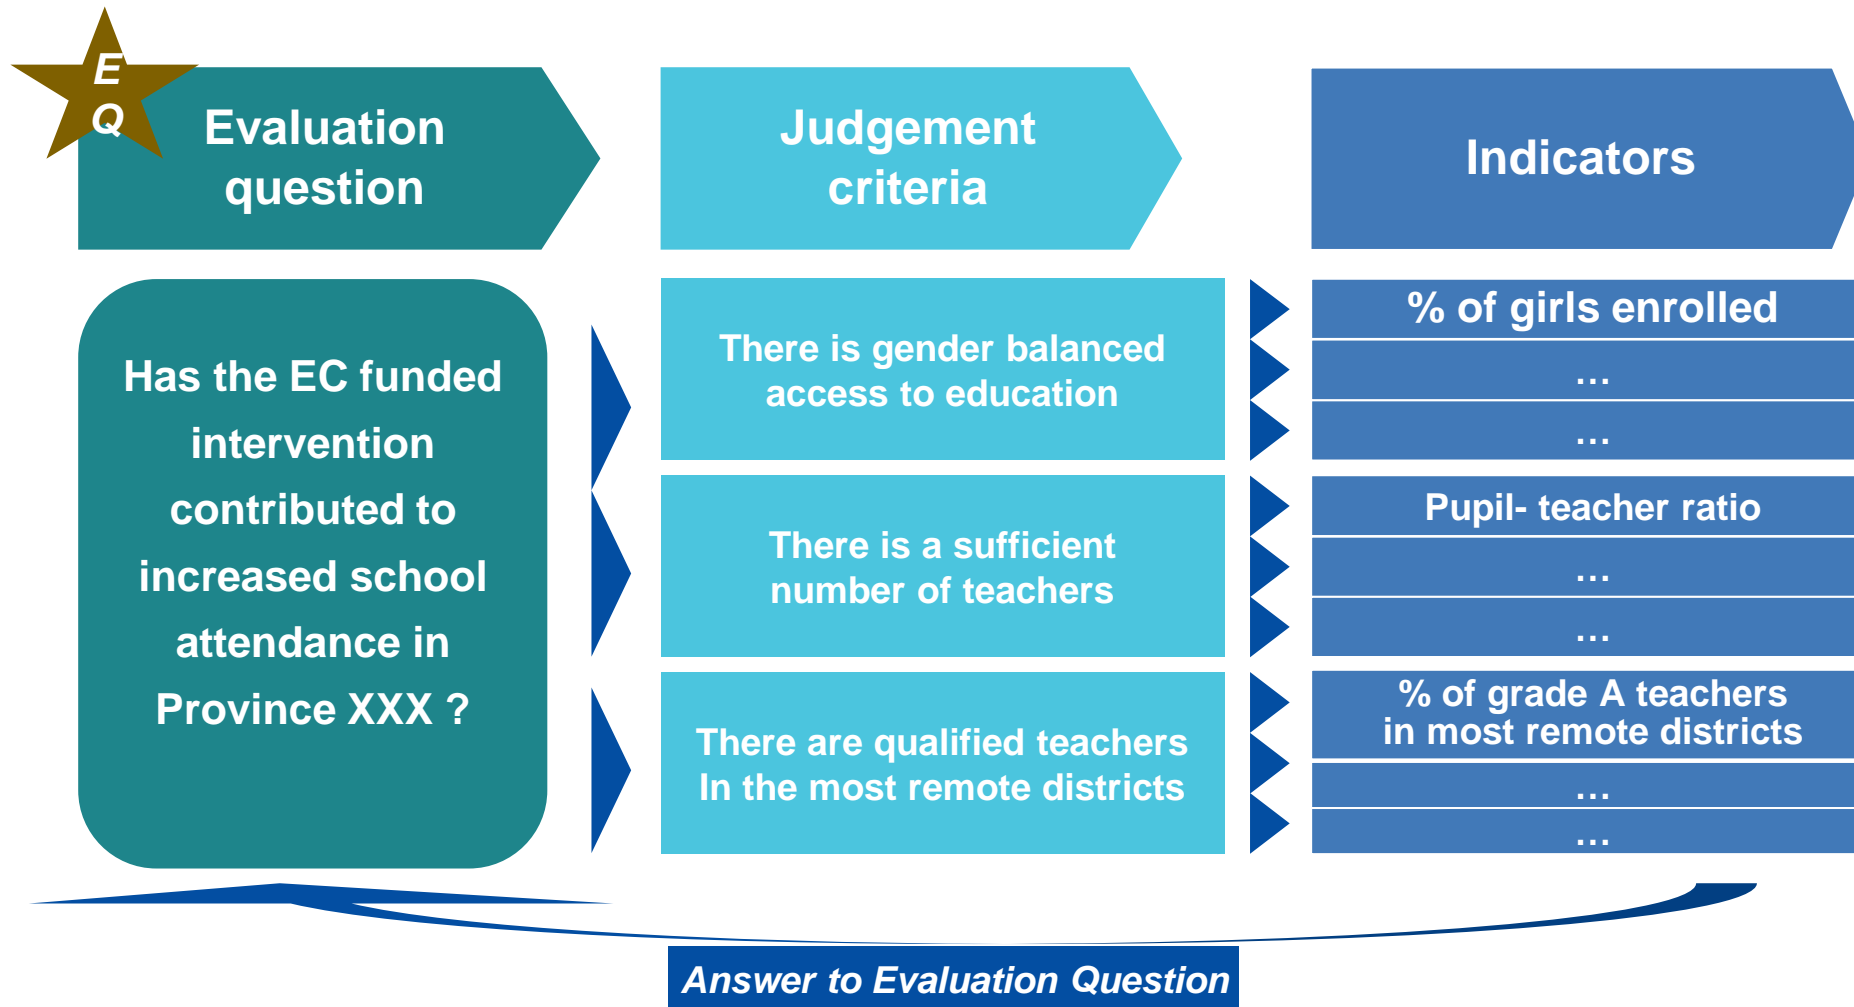 E
Q
Evaluation
question
Judgement
criteria
Indicators
Has the EC funded
intervention
contributed to
increased school
attendance in
Province XXX ?
There is gender balanced
access to education
% of girls enrolled
…
…
There is a sufficient
number of teachers
Pupil- teacher ratio
…
…
There are qualified teachers
In the most remote districts
% of grade A teachers
in most remote districts
…
…
Answer to Evaluation Question